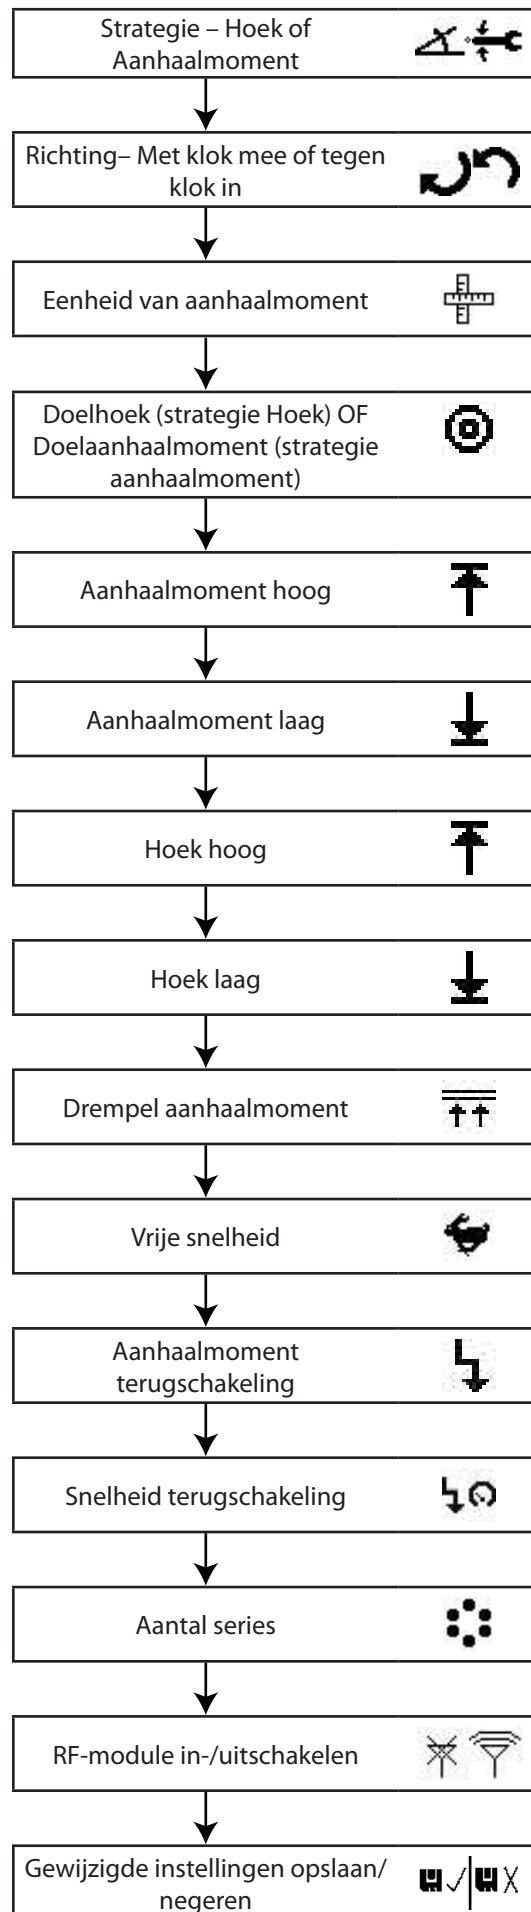 Strategie – Hoek of
Aanhaalmoment
Richting– Met klok mee of tegen
klok in
Eenheid van aanhaalmoment
Doelhoek (strategie Hoek) OF
Doelaanhaalmoment (strategie
aanhaalmoment)
Aanhaalmoment hoog
Aanhaalmoment laag
Hoek hoog
Hoek laag
Drempel aanhaalmoment
Vrije snelheid
Aanhaalmoment
terugschakeling
Snelheid terugschakeling
Aantal series
RF-module in-/uitschakelen
Gewijzigde instellingen opslaan/
negeren